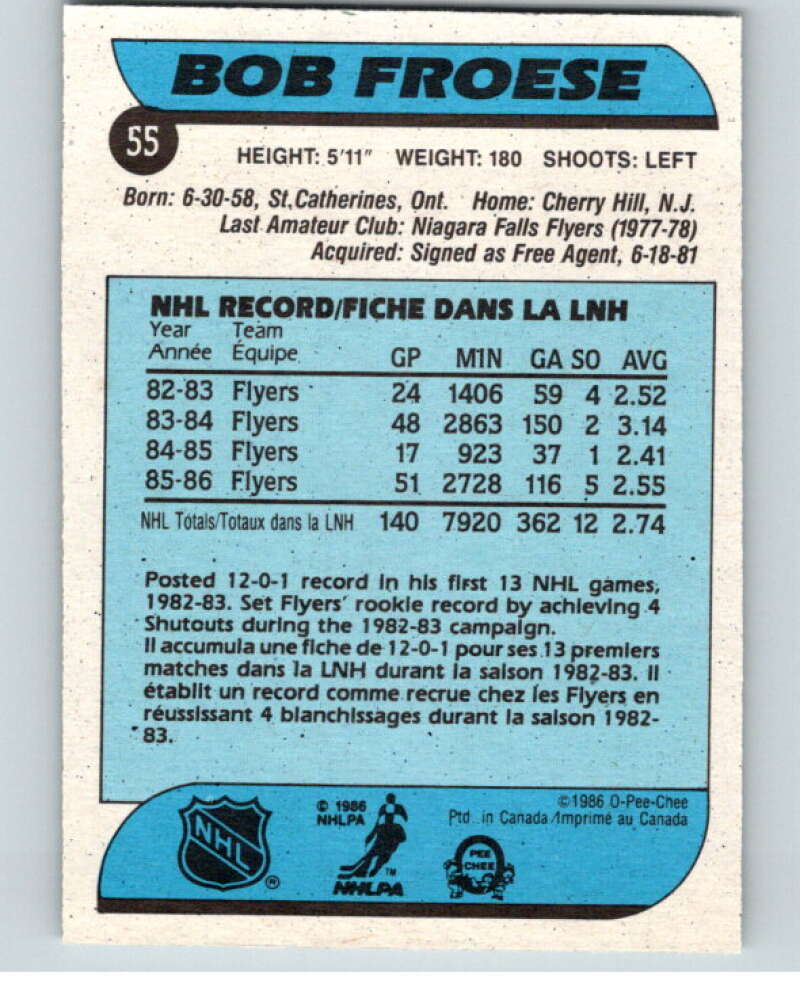 BOB FROESE
55
HEIGHT: 5'11" WEIGHT: 180 SHOOTS: LEFT
Born: 6-30-58, St.Catherines, Ont. Home: Cherry Hill, N.J.
Last Amateur Club: Niagara Falls Flyers (1977-78)
Acquired: Signed as Free Agent, 6-18-81
NHL RECORD/FICHE DANS LA LNH
Year Team
Année Équipe GP MIN GA SO AVG
82-83 Flyers 24 1406 59 4 2.52
83-84 Flyers 48 2863 150 2 3.14
84-85 Flyers 17 923 37 1 2.41
85-86 Flyers 51 2728 116 5 2.55
NHL Totals/Totaux dans la LNH 140 7920 362 12 2.74
Posted 12-0-1 record in his first 13 NHL games,
1982-83. Set Flyers' rookie record by achieving 4
Shutouts during the 1982-83 campaign.
Il accumula une fiche de 12-0-1 pour ses 13 premiers
matches dans la LNH durant la saison 1982-83. Il
établit un record comme recrue chez les Flyers en
réussissant 4 blanchissages durant la saison 1982-
83.
NHL
®
© 1986
NHLPA
TM
NHLPA
©1986 O-Pee-Chee
Ptd. in Canada/Imprimé au Canada
PEE
CHEE